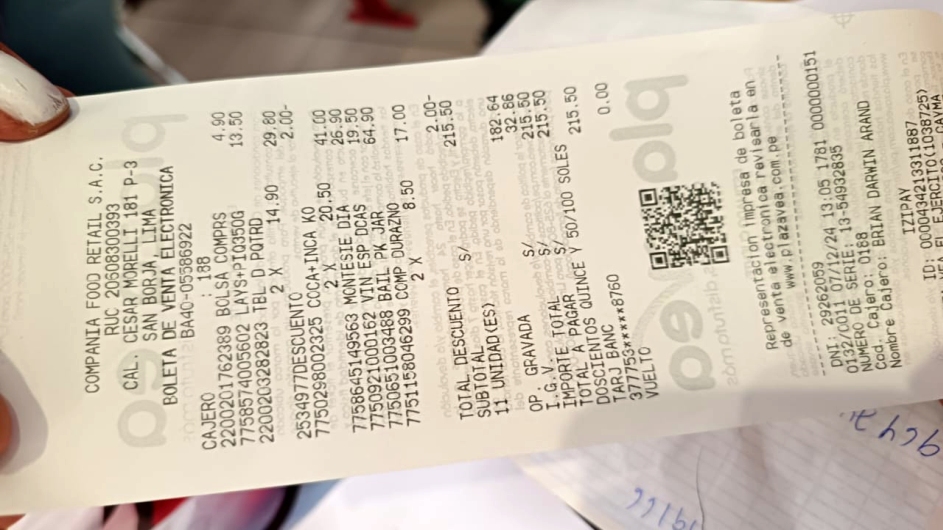 COMPANIA FOOD RETAIL S.A.C.
RUC 20608300393
CAL. CESAR MORELLI 181 P-3
SAN BORJA, LIMA
BOLETA DE VENTA ELECTRONICA
BA40-05586922
CAJERO : 188
2200201762389 BOLSA COMPRS 4.90
7758574005602 LAYS+PIQ350G 13.50
2200203282823 TBL D PQTRD
2 X 14.90 29.80
2534977DESCUENTO 2.00-
7750299802325 COCA+INCA KO
2 X 20.50 41.00
7758645149563 MONTESIE DIA 26.90
7750921000162 VIN ESP DCAS 19.50
7750885003488 BAIL PK JAR 64.90
7751158046299 COMP DURAZNO
2 X 8.50 17.00
TOTAL DESCUENTO 2.00-
SUBTOTAL S/ 215.50
11 UNIDAD(ES)
OP. GRAVADA S/ 182.64
I.G.V. S/ 32.86
IMPORTE TOTAL S/ 215.50
TOTAL A PAGAR S/ 215.50
DOSCIENTOS QUINCE Y 50/100 SOLES
TARJ BANC 215.50
377753*****8760
VUELTO 0.00
plaza vea
Representacion impresa de boleta
de venta electronica revisarla en
www.plazavea.com.pe
DNI: 29262059
0132/C011 07/12/24 13:05 1781 0000000151
NUMERO DE SERIE: 13-54932835
Cod. Cajero: 0188
Nombre Cajero: BRIAN DARWIN ARAND
IZIPAY
ID: 0000434213311887
EJERCITO(1038725)